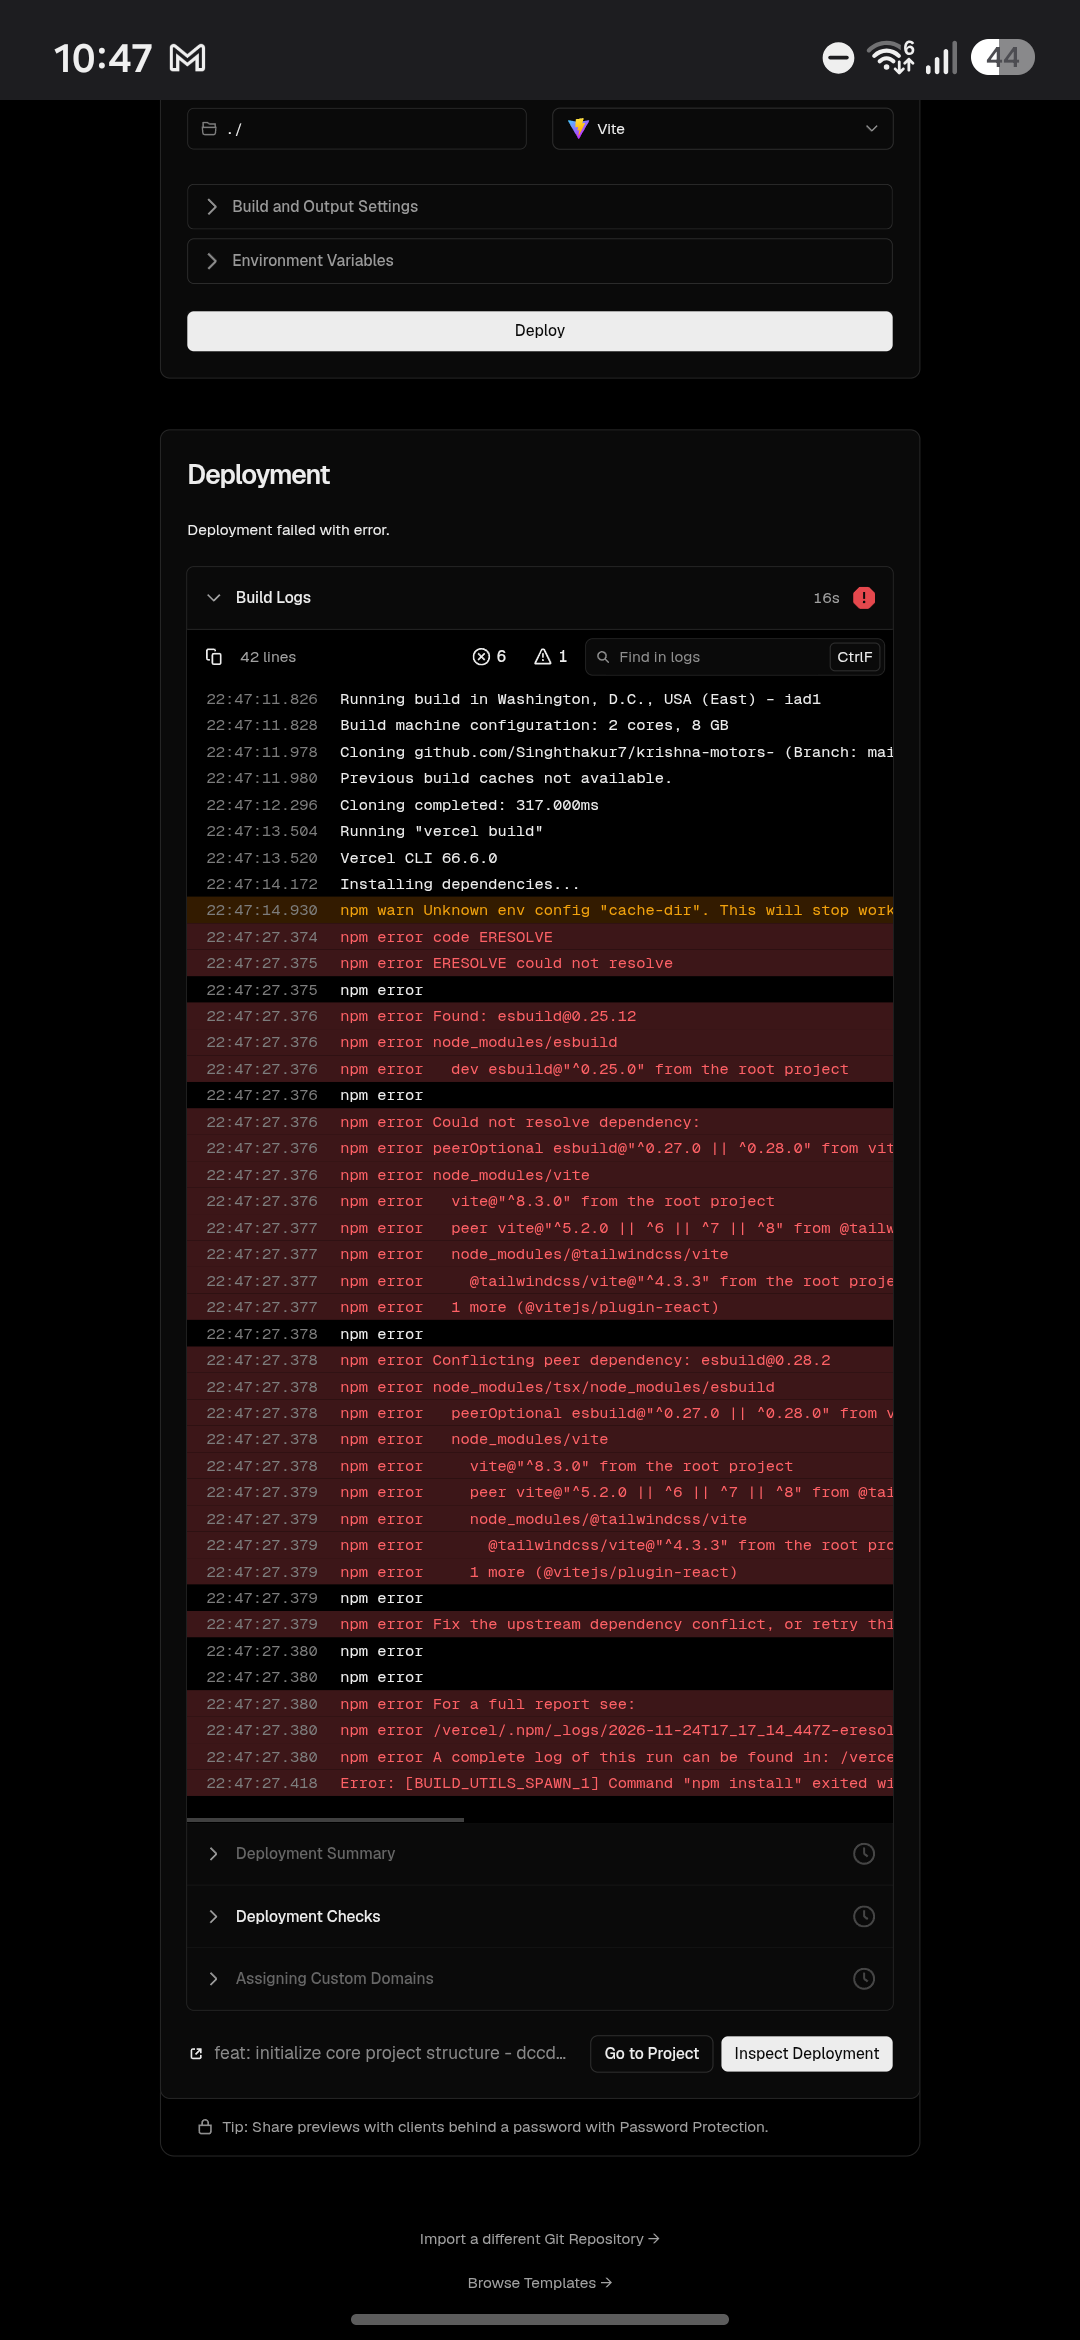 10:47
6
44
./
Vite
Build and Output Settings
Environment Variables
Deploy
Deployment
Deployment failed with error.
Build Logs 16s
42 lines 6 1 Find in logs CtrlF
22:47:11.826 Running build in Washington, D.C., USA (East) – iad1
22:47:11.828 Build machine configuration: 2 cores, 8 GB
22:47:11.978 Cloning github.com/Singhthakur7/krishna-motors- (Branch: mai
22:47:11.980 Previous build caches not available.
22:47:12.296 Cloning completed: 317.000ms
22:47:13.504 Running "vercel build"
22:47:13.520 Vercel CLI 66.6.0
22:47:14.172 Installing dependencies...
22:47:14.930 npm warn Unknown env config "cache-dir". This will stop work
22:47:27.374 npm error code ERESOLVE
22:47:27.375 npm error ERESOLVE could not resolve
22:47:27.375 npm error
22:47:27.376 npm error Found: esbuild@0.25.12
22:47:27.376 npm error node_modules/esbuild
22:47:27.376 npm error   dev esbuild@"^0.25.0" from the root project
22:47:27.376 npm error
22:47:27.376 npm error Could not resolve dependency:
22:47:27.376 npm error peerOptional esbuild@"^0.27.0 || ^0.28.0" from vit
22:47:27.376 npm error node_modules/vite
22:47:27.376 npm error   vite@"^8.3.0" from the root project
22:47:27.377 npm error   peer vite@"^5.2.0 || ^6 || ^7 || ^8" from @tailw
22:47:27.377 npm error   node_modules/@tailwindcss/vite
22:47:27.377 npm error     @tailwindcss/vite@"^4.3.3" from the root proje
22:47:27.377 npm error   1 more (@vitejs/plugin-react)
22:47:27.378 npm error
22:47:27.378 npm error Conflicting peer dependency: esbuild@0.28.2
22:47:27.378 npm error node_modules/tsx/node_modules/esbuild
22:47:27.378 npm error   peerOptional esbuild@"^0.27.0 || ^0.28.0" from v
22:47:27.378 npm error   node_modules/vite
22:47:27.378 npm error     vite@"^8.3.0" from the root project
22:47:27.379 npm error     peer vite@"^5.2.0 || ^6 || ^7 || ^8" from @tai
22:47:27.379 npm error     node_modules/@tailwindcss/vite
22:47:27.379 npm error       @tailwindcss/vite@"^4.3.3" from the root pro
22:47:27.379 npm error     1 more (@vitejs/plugin-react)
22:47:27.379 npm error
22:47:27.379 npm error Fix the upstream dependency conflict, or retry thi
22:47:27.380 npm error
22:47:27.380 npm error
22:47:27.380 npm error For a full report see:
22:47:27.380 npm error /vercel/.npm/_logs/2026-11-24T17_17_14_447Z-eresol
22:47:27.380 npm error A complete log of this run can be found in: /verce
22:47:27.418 Error: [BUILD_UTILS_SPAWN_1] Command "npm install" exited wi
Deployment Summary
Deployment Checks
Assigning Custom Domains
feat: initialize core project structure - dccd... Go to Project Inspect Deployment
Tip: Share previews with clients behind a password with Password Protection.
Import a different Git Repository →
Browse Templates →